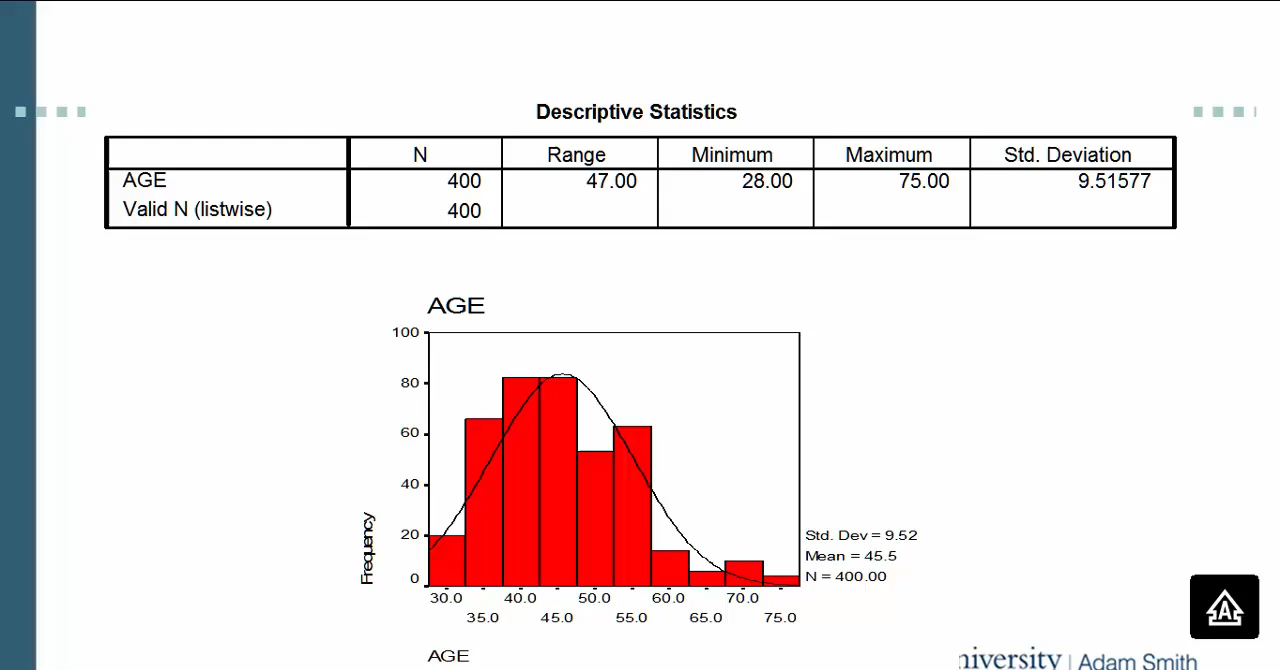 Descriptive Statistics
N Range Minimum Maximum Std. Deviation
AGE 400 47.00 28.00 75.00 9.51577
Valid N (listwise) 400
AGE
100
80
60
40
20
0
Frequency
Std. Dev = 9.52
Mean = 45.5
N = 400.00
30.0 40.0 50.0 60.0 70.0
35.0 45.0 55.0 65.0 75.0
AGE
A
niversity | Adam Smith